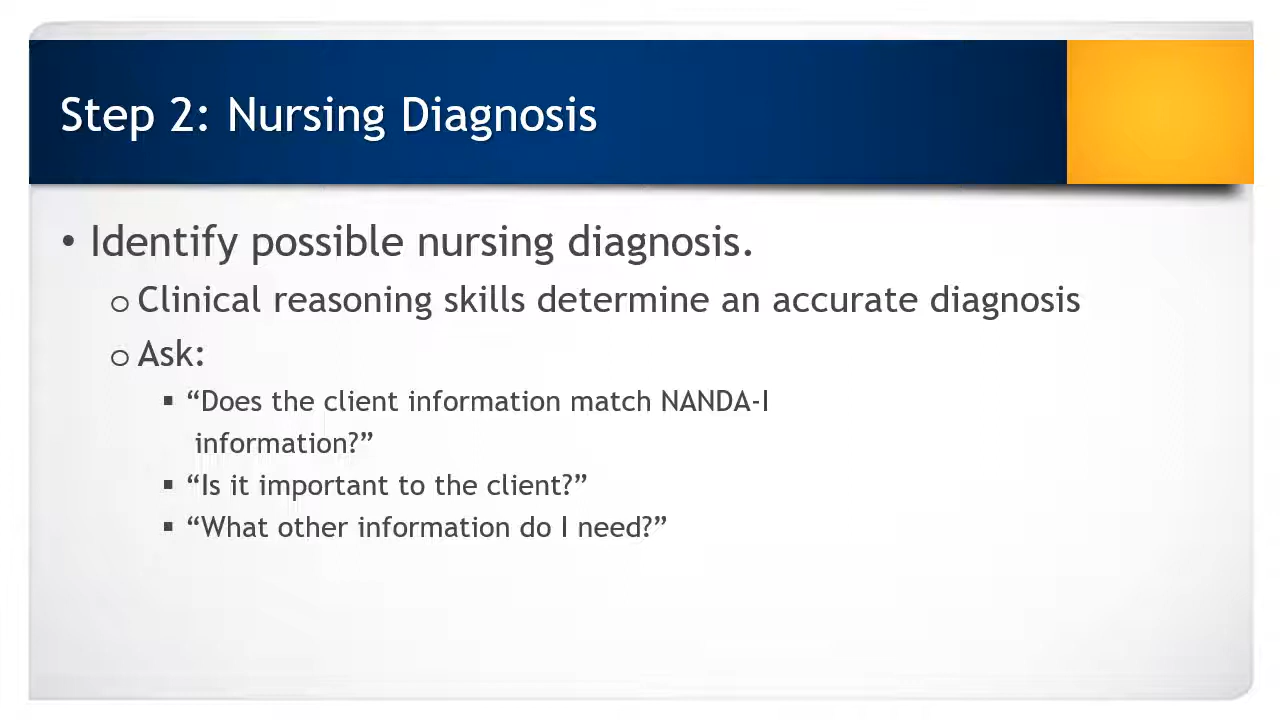 Step 2: Nursing Diagnosis
• Identify possible nursing diagnosis.
o Clinical reasoning skills determine an accurate diagnosis
o Ask:
▪ “Does the client information match NANDA-I
information?”
▪ “Is it important to the client?”
▪ “What other information do I need?”